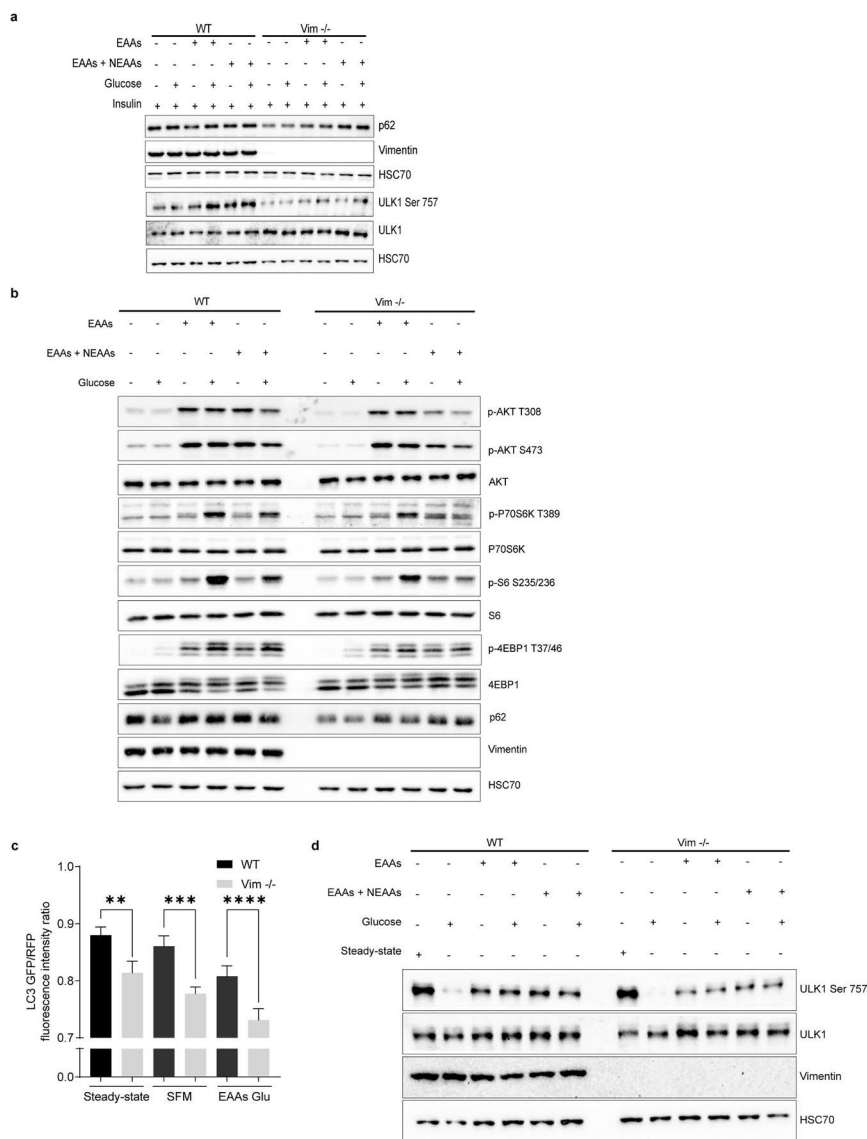 a
WT Vim -/-
EAAs - - + + - - - - + + - -
EAAs + NEAAs - - - - + + - - - - + +
Glucose - + - + - + - + - + - +
Insulin + + + + + + + + + + + +
p62
Vimentin
HSC70
ULK1 Ser 757
ULK1
HSC70
b
WT Vim -/-
EAAs - - + + - - - - + + - -
EAAs + NEAAs - - - - + + - - - - + +
Glucose - + - + - + - + - + - +
p-AKT T308
p-AKT S473
AKT
p-P70S6K T389
P70S6K
p-S6 S235/236
S6
p-4EBP1 T37/46
4EBP1
p62
Vimentin
HSC70
c
LC3 GFP/RFP
fluorescence intensity ratio
1.0
0.9
0.8
0.7
0.0
WT
Vim -/-
** *** ****
Steady-state SFM EAAs Glu
d
WT Vim -/-
EAAs - - + + - - - - + + - -
EAAs + NEAAs - - - - + + - - - - + +
Glucose - + - + - + - + - + - +
Steady-state + - - - - - + - - - - -
ULK1 Ser 757
ULK1
Vimentin
HSC70